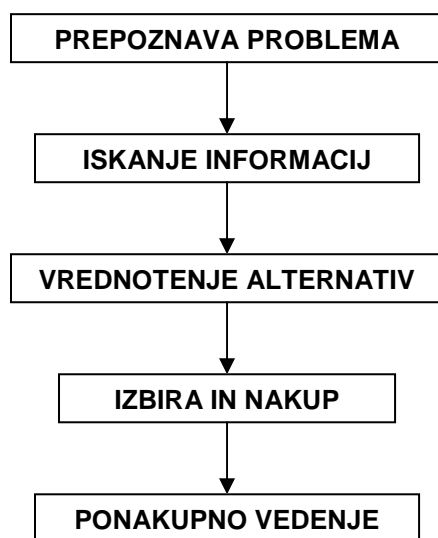 PREPOZNAVA PROBLEMA
ISKANJE INFORMACIJ
VREDNOTENJE ALTERNATIV
IZBIRA IN NAKUP
PONAKUPNO VEDENJE